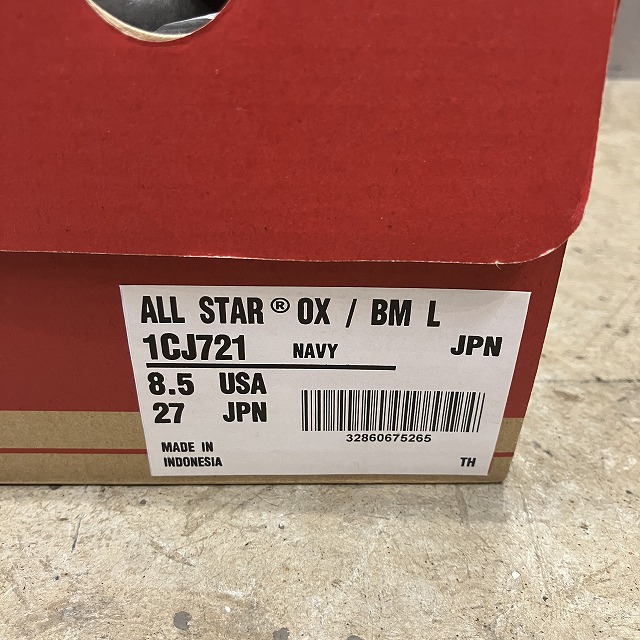 ALL STAR® OX / BM L
1CJ721 NAVY JPN
8.5 USA
27 JPN
32860675265
MADE IN
INDONESIA
TH